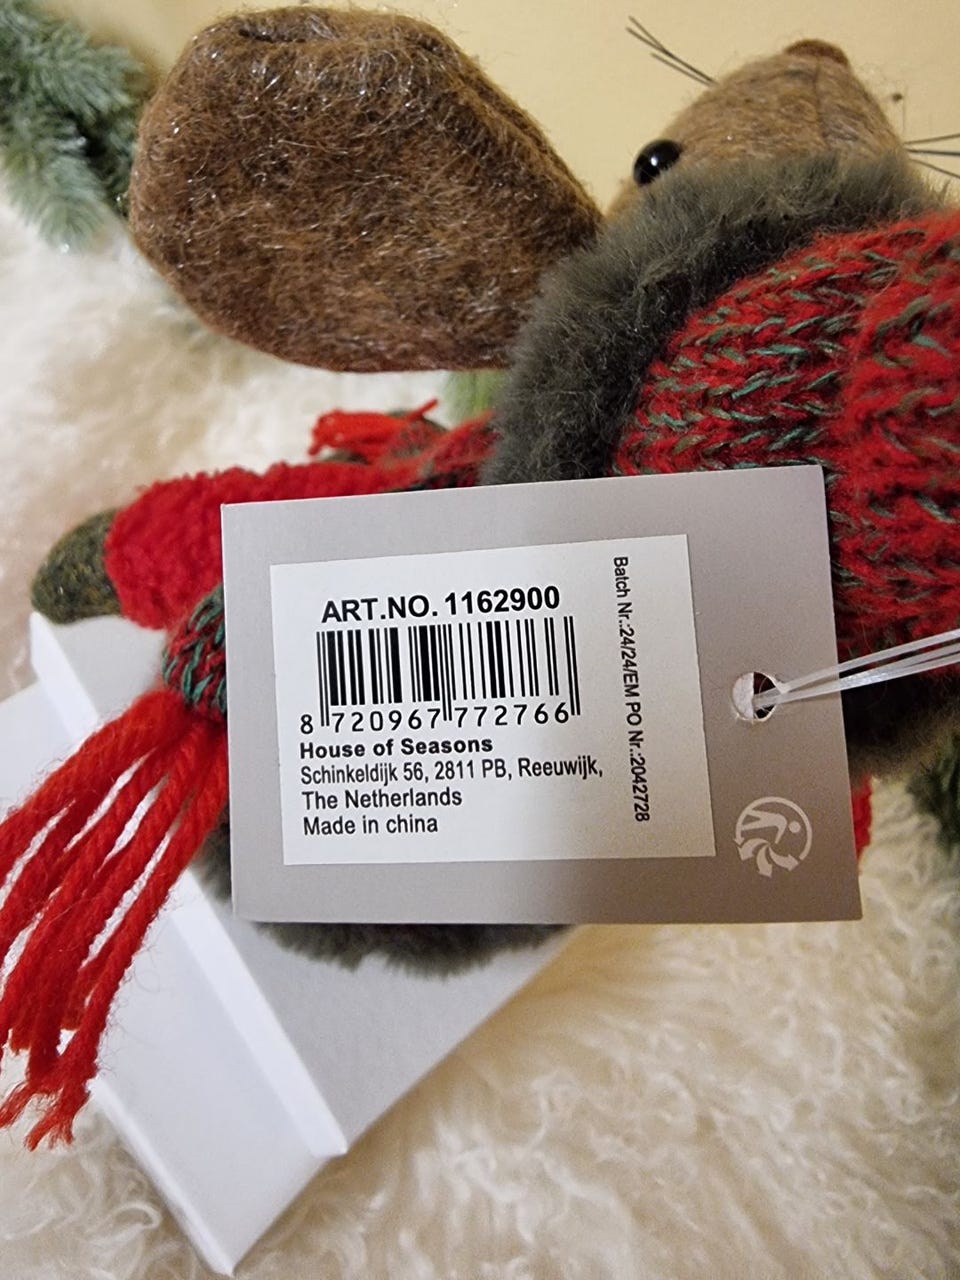 ART.NO. 1162900
8 720967 772766
House of Seasons
Schinkeldijk 56, 2811 PB, Reeuwijk,
The Netherlands
Made in china
Batch Nr.:24/24/EM PO Nr.:2042728